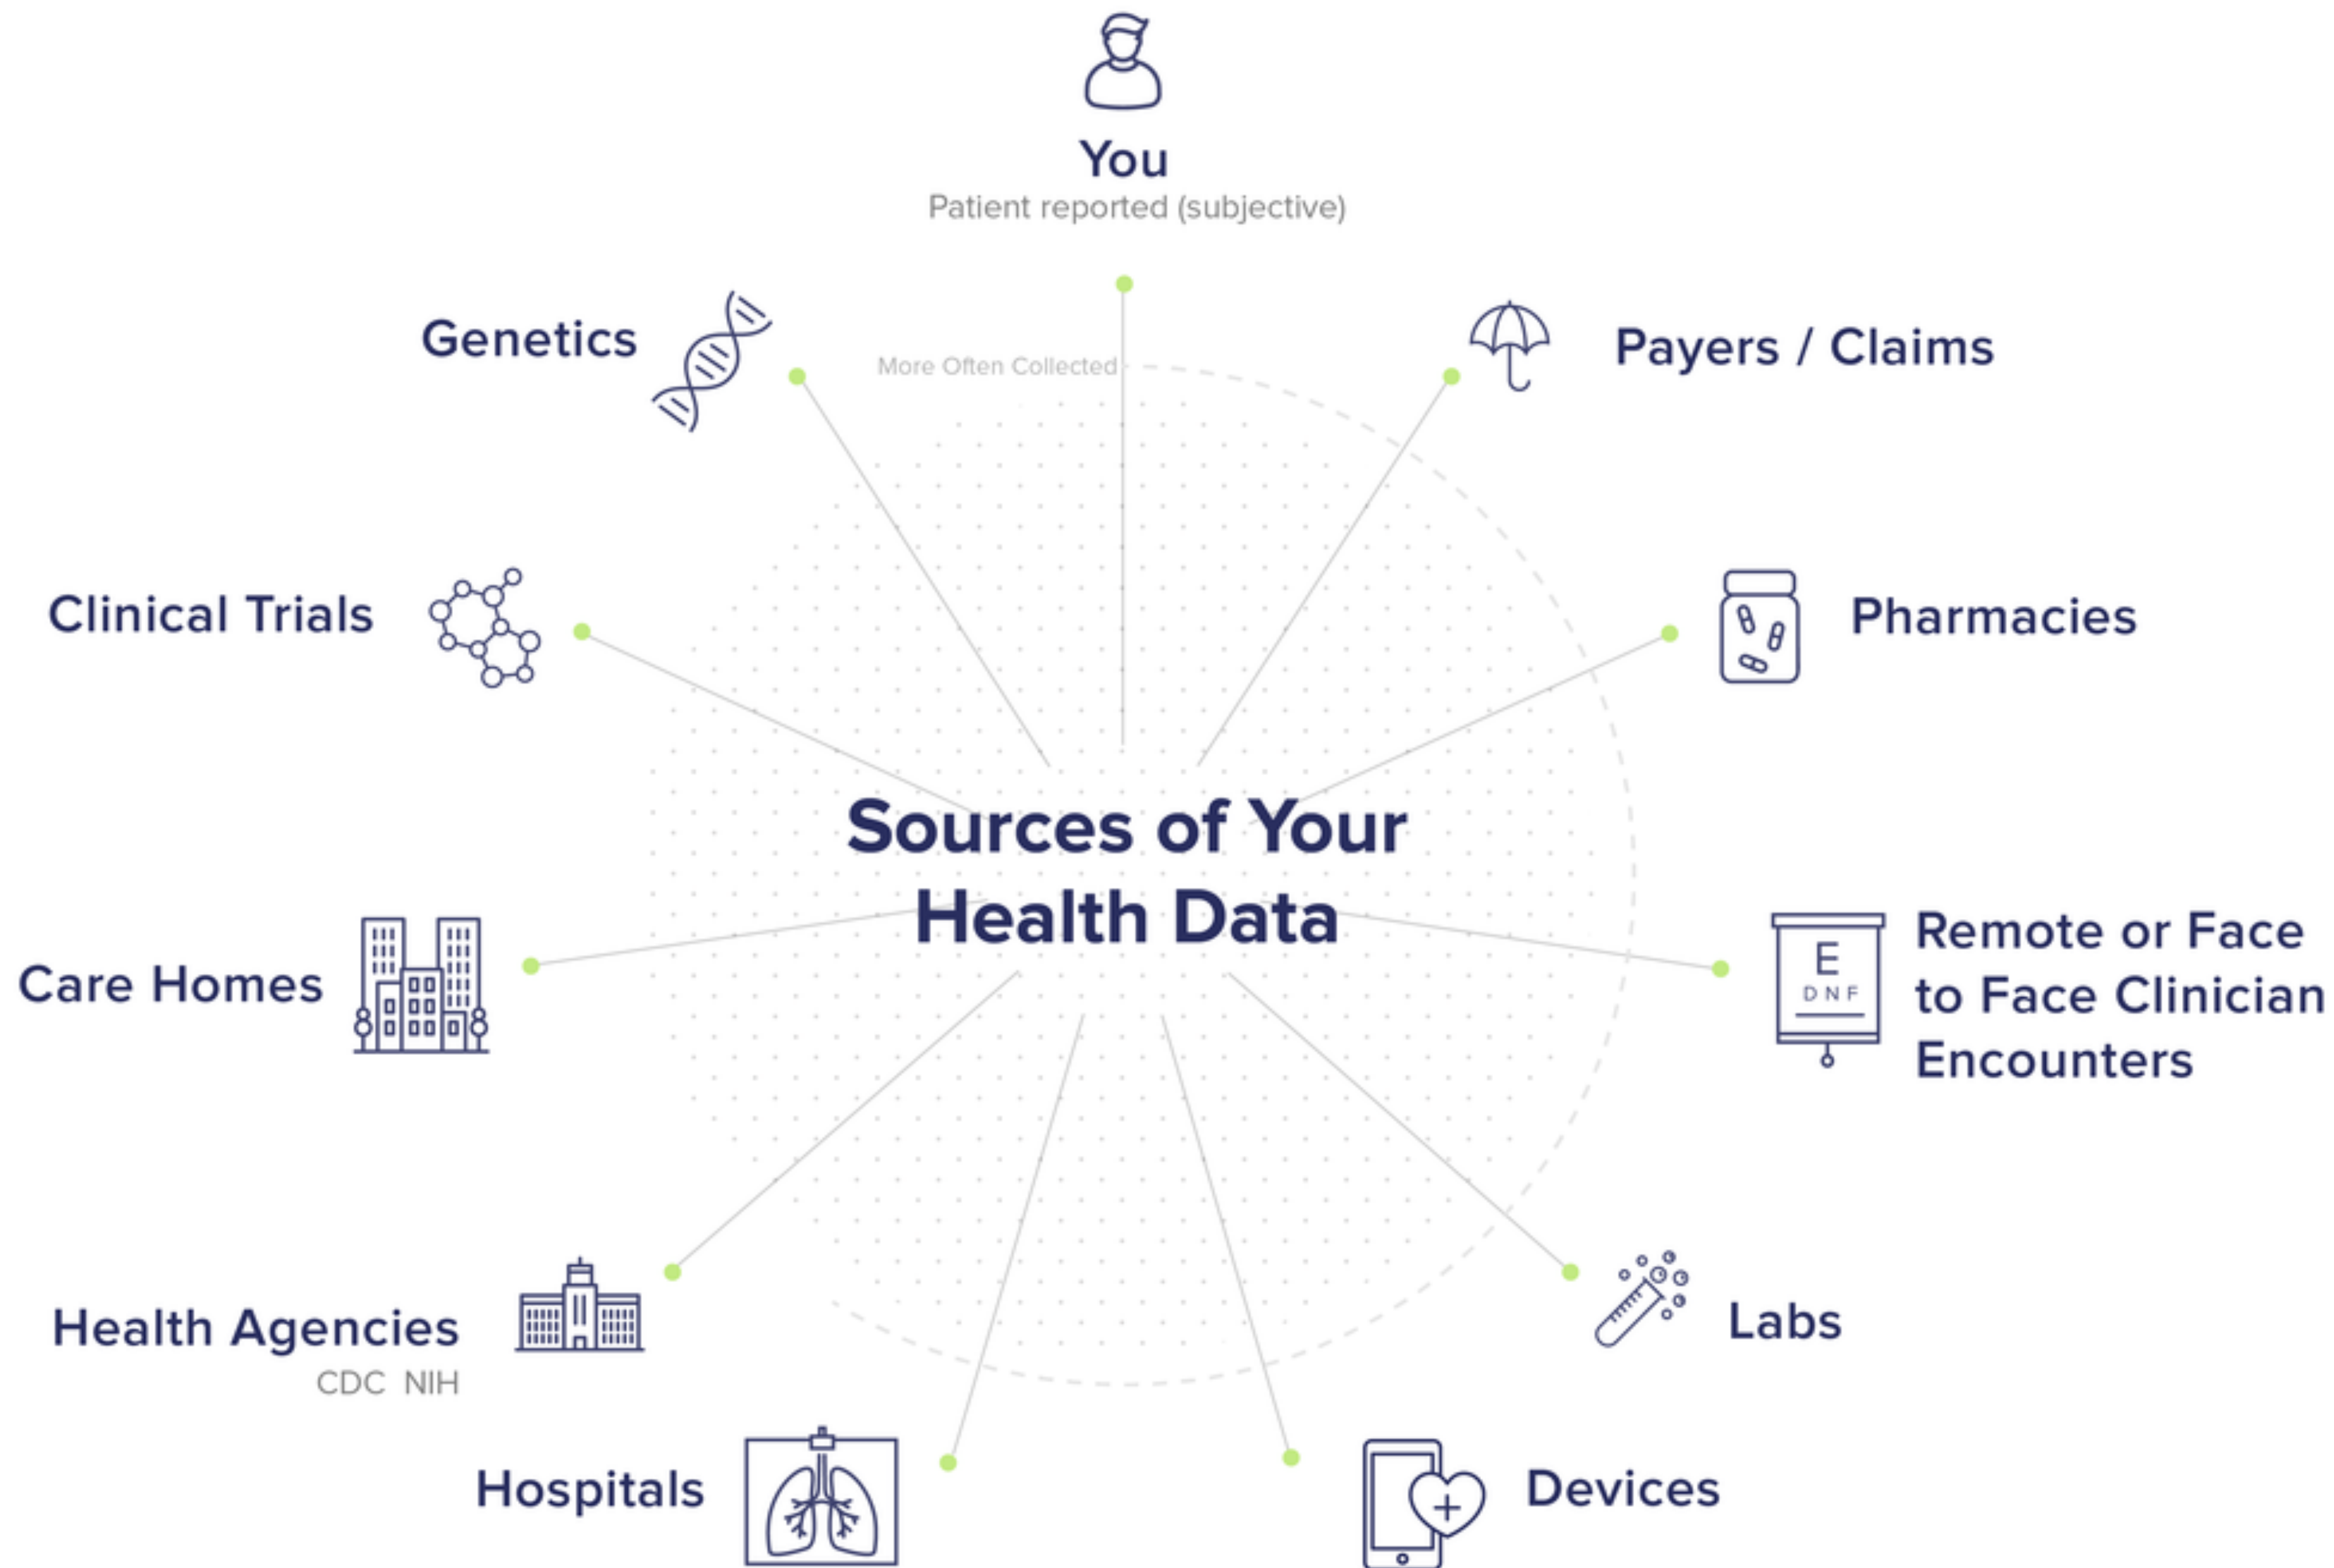 You
Patient reported (subjective)
Genetics
Payers / Claims
More Often Collected
Clinical Trials
Pharmacies
Sources of Your
Health Data
Care Homes
Remote or Face
to Face Clinician
Encounters
E
DNF
Health Agencies
CDC NIH
Labs
Hospitals
Devices